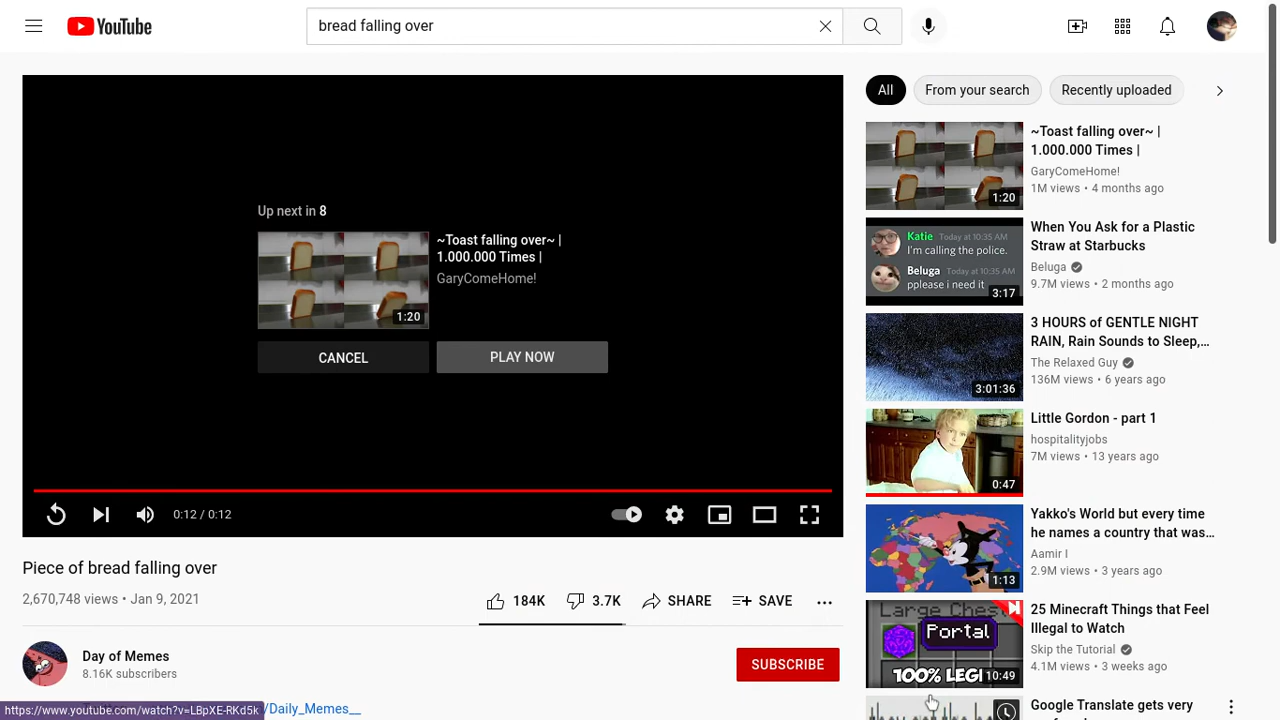 YouTube
bread falling over
Up next in 8
~Toast falling over~ |
1.000.000 Times |
GaryComeHome!
1:20
CANCEL
PLAY NOW
0:12 / 0:12
Piece of bread falling over
2,670,748 views • Jan 9, 2021
184K
3.7K
SHARE
SAVE
Day of Memes
8.16K subscribers
SUBSCRIBE
https://www.youtube.com/watch?v=LBpXE-RKd5k
/Daily_Memes__
All
From your search
Recently uploaded
~Toast falling over~ |
1.000.000 Times |
GaryComeHome!
1M views • 4 months ago
1:20
When You Ask for a Plastic
Straw at Starbucks
Beluga
9.7M views • 2 months ago
Katie Today at 10:35 AM
I'm calling the police.
Beluga Today at 10:35 AM
pplease i need it
3:17
3 HOURS of GENTLE NIGHT
RAIN, Rain Sounds to Sleep,...
The Relaxed Guy
136M views • 6 years ago
3:01:36
Little Gordon - part 1
hospitalityjobs
7M views • 13 years ago
0:47
Yakko's World but every time
he names a country that was...
Aamir I
2.9M views • 3 years ago
1:13
25 Minecraft Things that Feel
Illegal to Watch
Skip the Tutorial
4.1M views • 3 weeks ago
Large Chest
Portal
100% LEGI
10:49
Google Translate gets very